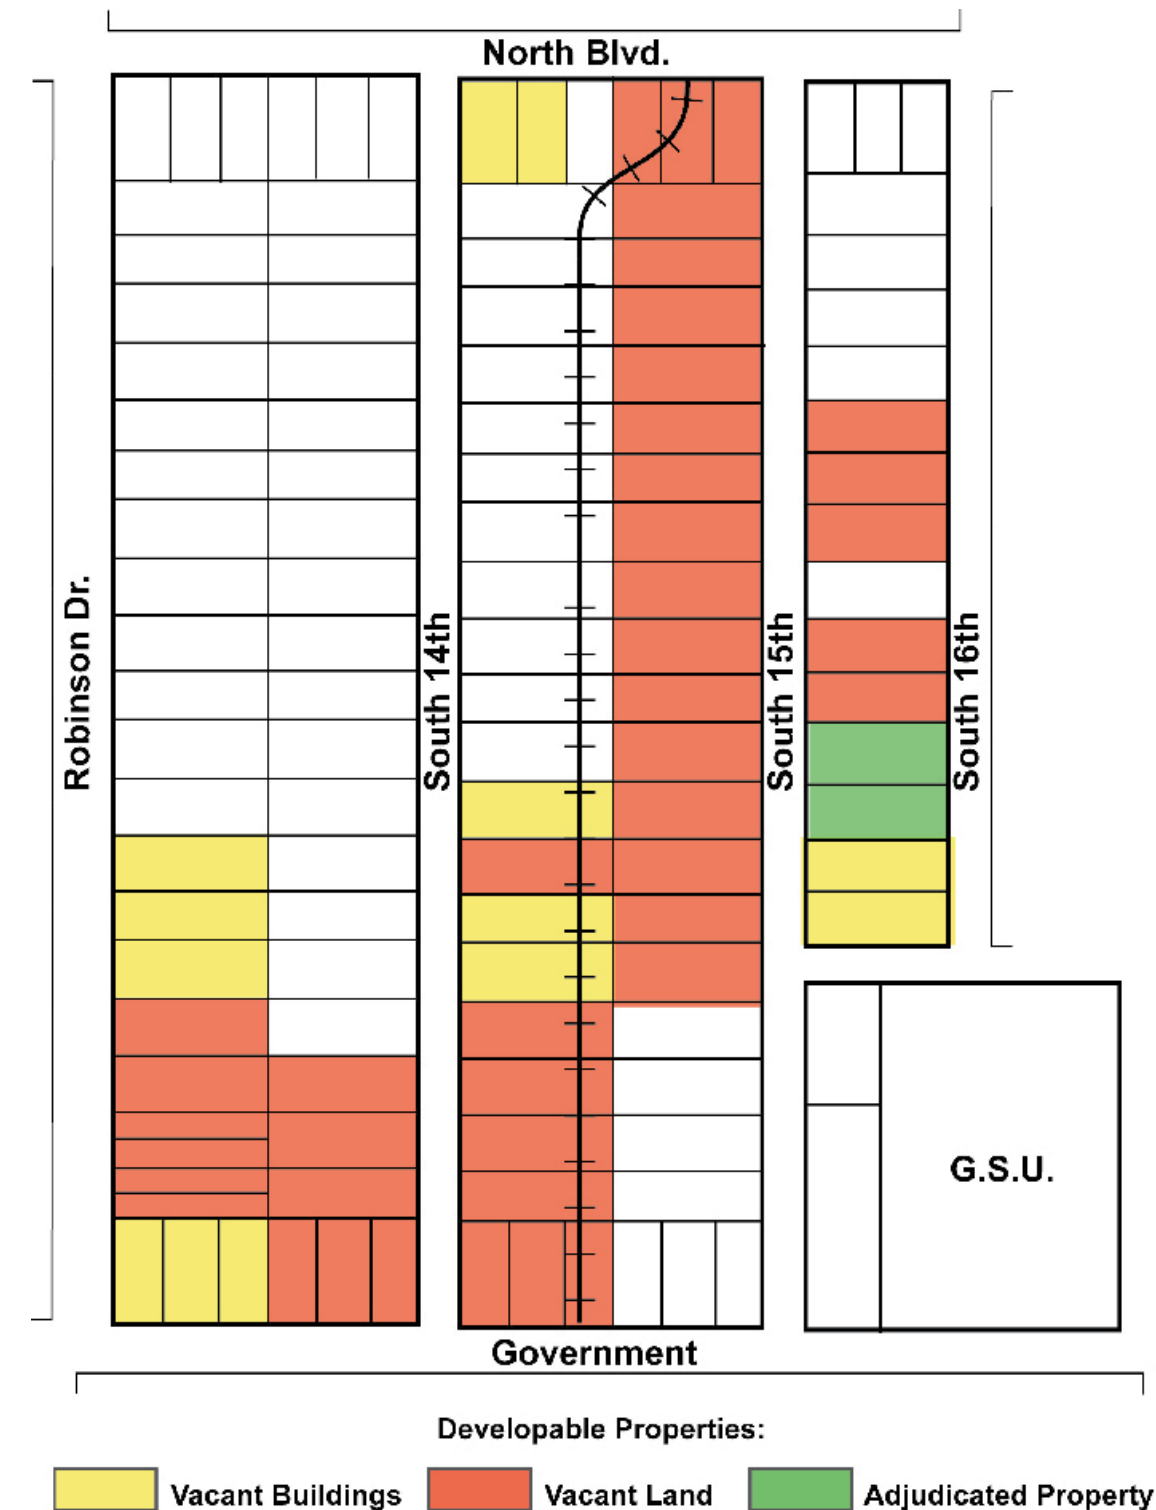 North Blvd.
Robinson Dr.
South 14th
South 15th
South 16th
G.S.U.
Government
Developable Properties:
Vacant Buildings
Vacant Land
Adjudicated Property